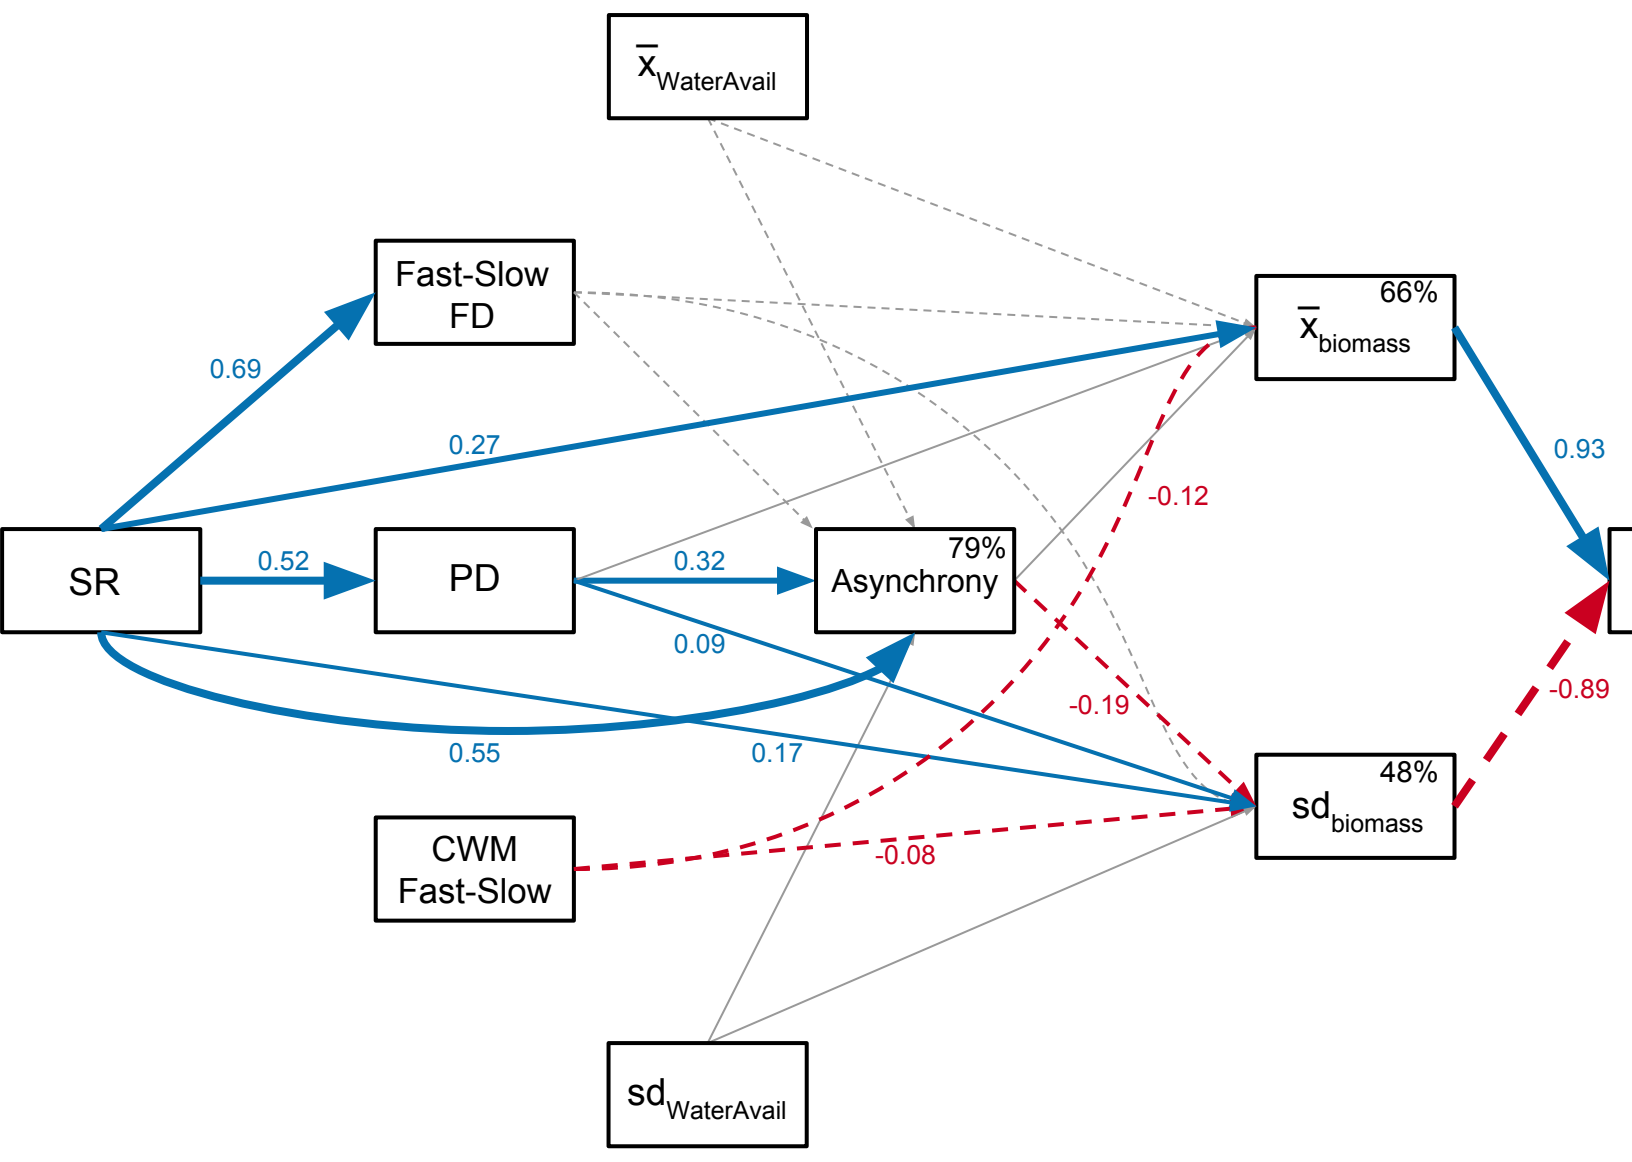 x̅WaterAvail
Fast-Slow
FD
66%
x̅biomass
0.69
0.27
0.93
-0.12
SR
0.52
PD
0.32
79%
Asynchrony
0.09
-0.19
-0.89
0.55
0.17
48%
sdbiomass
CWM
Fast-Slow
-0.08
sdWaterAvail